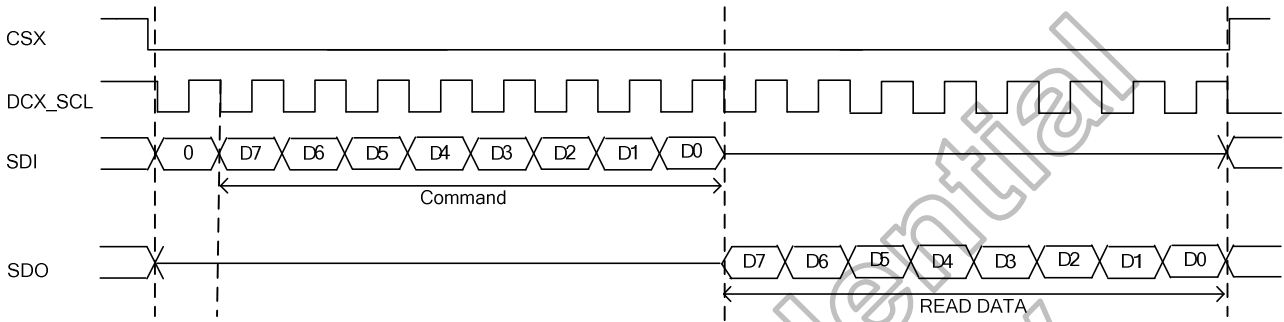 CSX
DCX_SCL
SDI 0 D7 D6 D5 D4 D3 D2 D1 D0
Command
SDO D7 D6 D5 D4 D3 D2 D1 D0
READ DATA